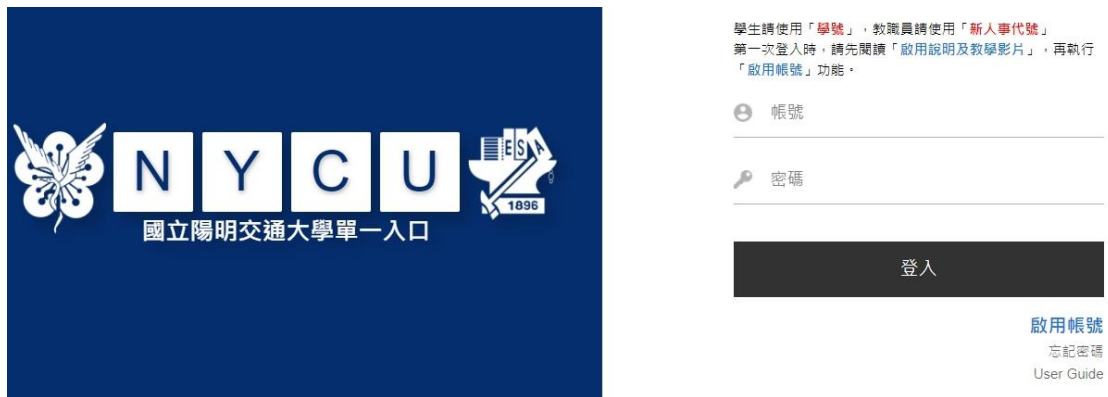 N Y C U
ESA
1896
國立陽明交通大學單一入口
學生請使用「學號」，教職員請使用「新人事代號」
第一次登入時，請先閱讀「啟用說明及教學影片」，再執行
「啟用帳號」功能。
帳號
密碼
登入
啟用帳號
忘記密碼
User Guide